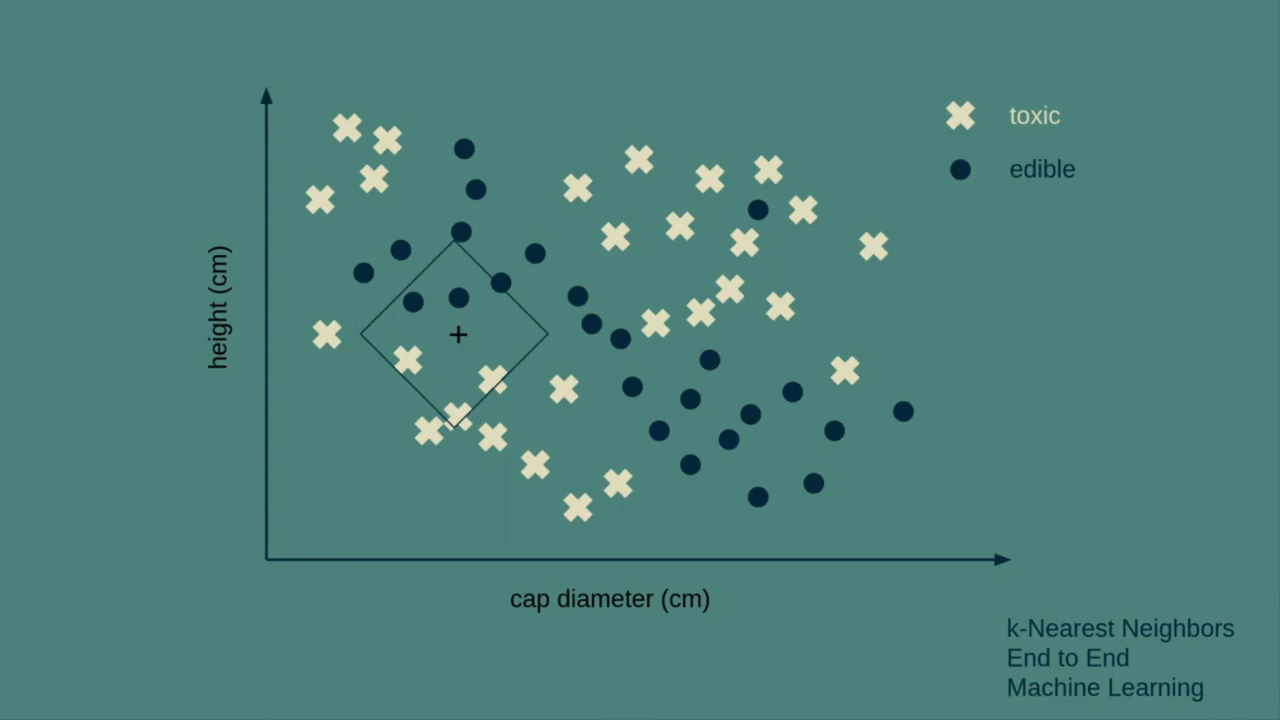 toxic
edible
height (cm)
cap diameter (cm)
k-Nearest Neighbors
End to End
Machine Learning